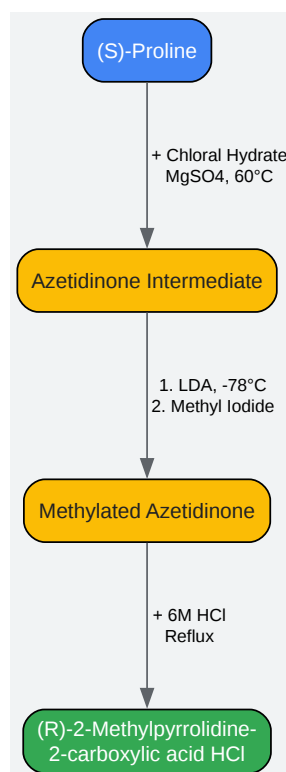 (S)-Proline
+ Chloral Hydrate
MgSO4, 60°C
Azetidinone Intermediate
1. LDA, -78°C
2. Methyl Iodide
Methylated Azetidinone
+ 6M HCl
Reflux
(R)-2-Methylpyrrolidine-
2-carboxylic acid HCl